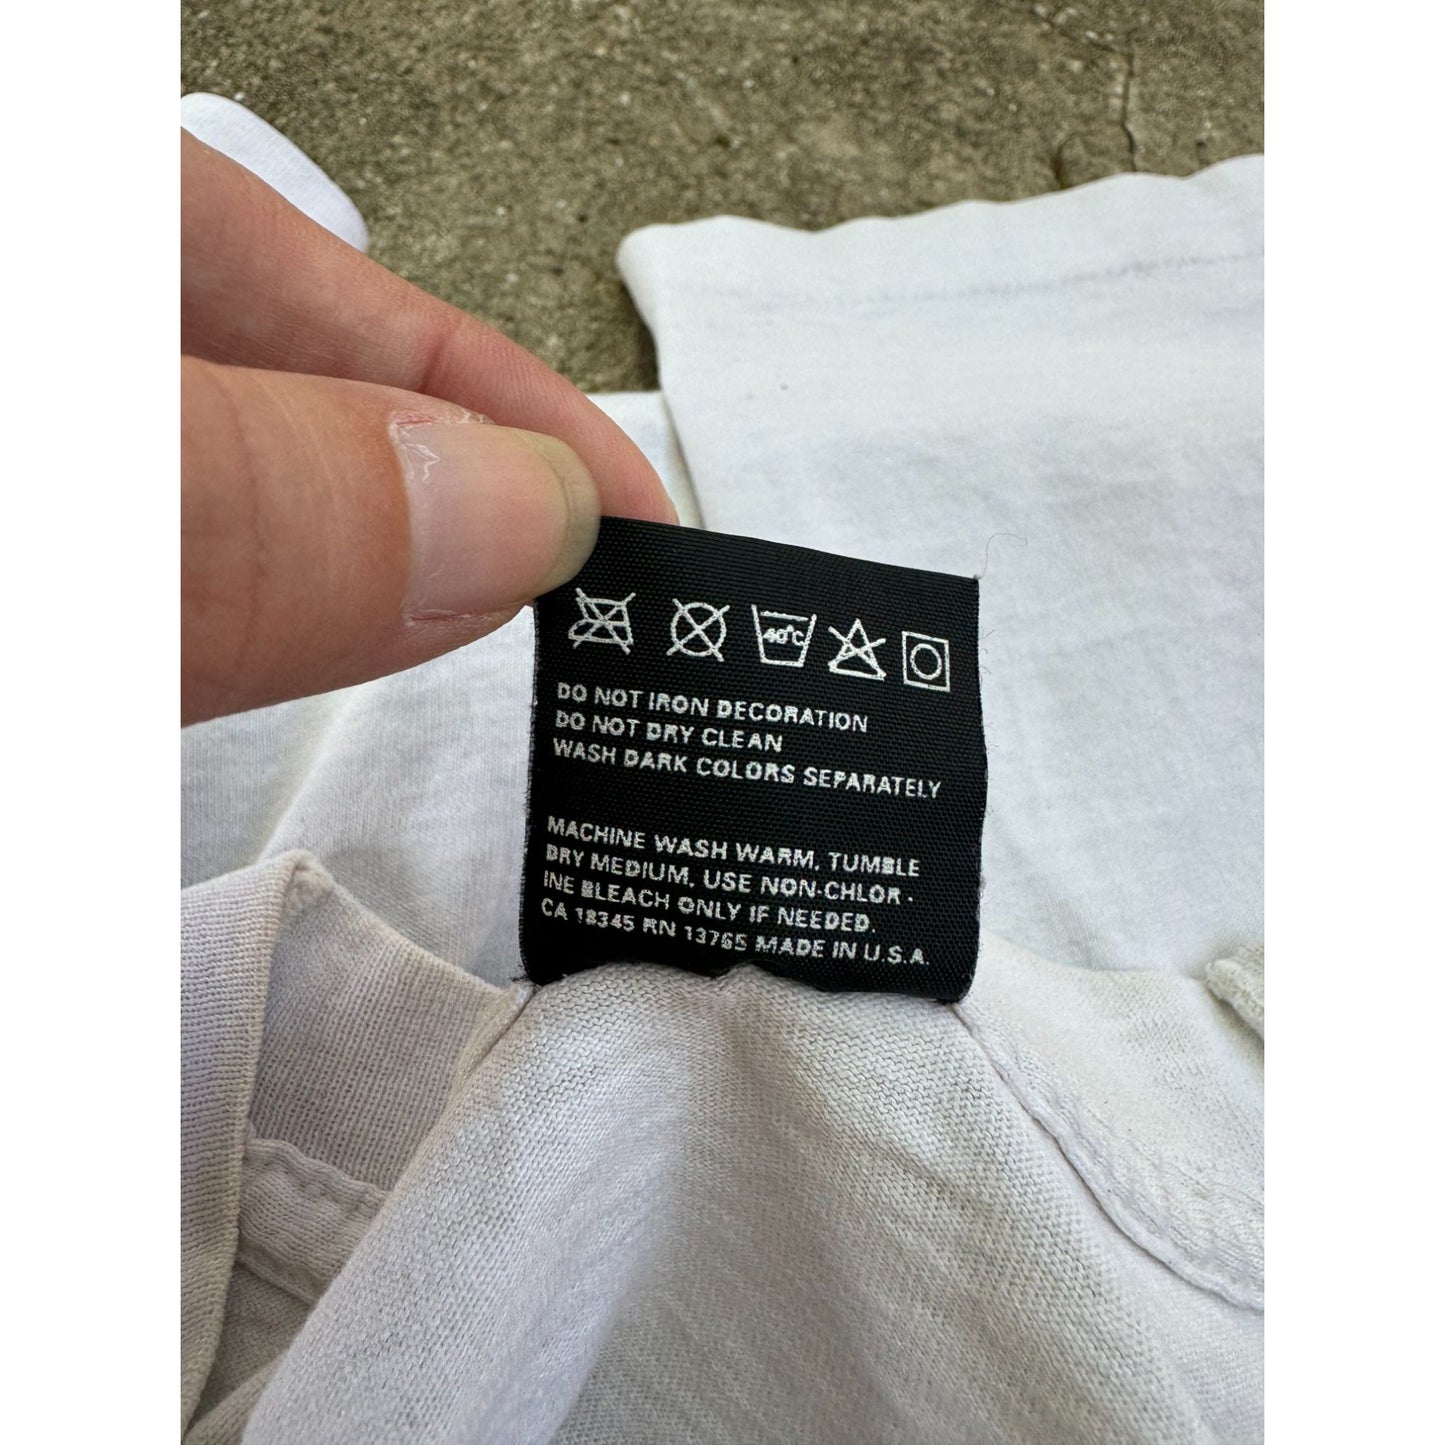 40°C
DO NOT IRON DECORATION
DO NOT DRY CLEAN
WASH DARK COLORS SEPARATELY
MACHINE WASH WARM, TUMBLE
DRY MEDIUM, USE NON-CHLOR -
INE BLEACH ONLY IF NEEDED.
CA 18345 RN 13765 MADE IN U.S.A.